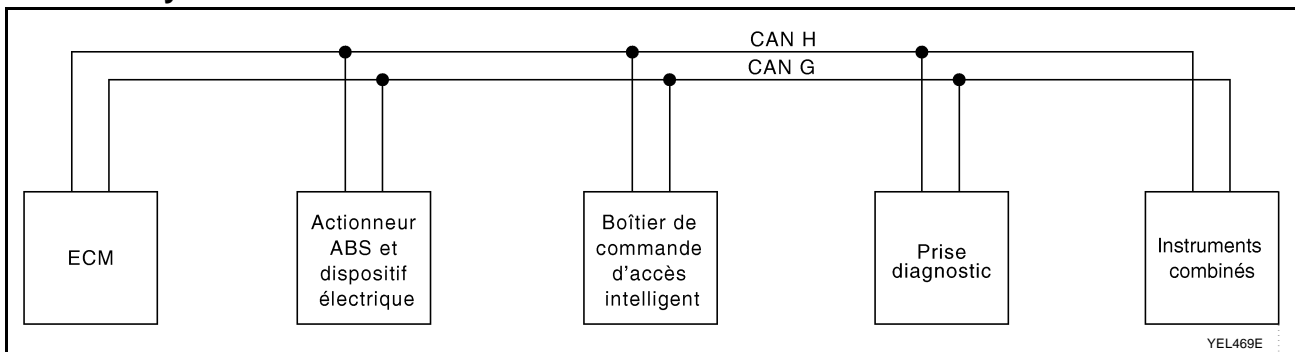 CAN H
CAN G
ECM
Actionneur
ABS et
dispositif
électrique
Boîtier de
commande
d'accès
intelligent
Prise
diagnostic
Instruments
combinés
YEL469E